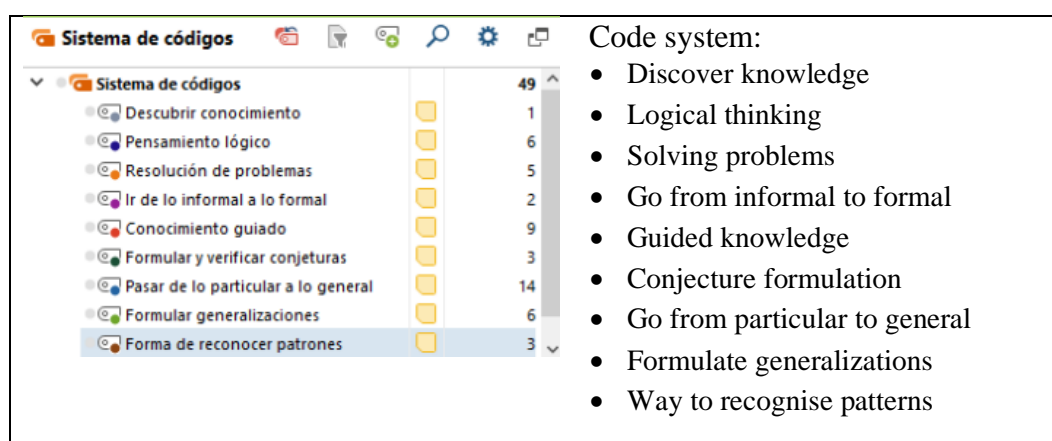 Sistema de códigos
Sistema de códigos 49
Descubrir conocimiento 1
Pensamiento lógico 6
Resolución de problemas 5
Ir de lo informal a lo formal 2
Conocimiento guiado 9
Formular y verificar conjeturas 3
Pasar de lo particular a lo general 14
Formular generalizaciones 6
Forma de reconocer patrones 3
Code system:
• Discover knowledge
• Logical thinking
• Solving problems
• Go from informal to formal
• Guided knowledge
• Conjecture formulation
• Go from particular to general
• Formulate generalizations
• Way to recognise patterns